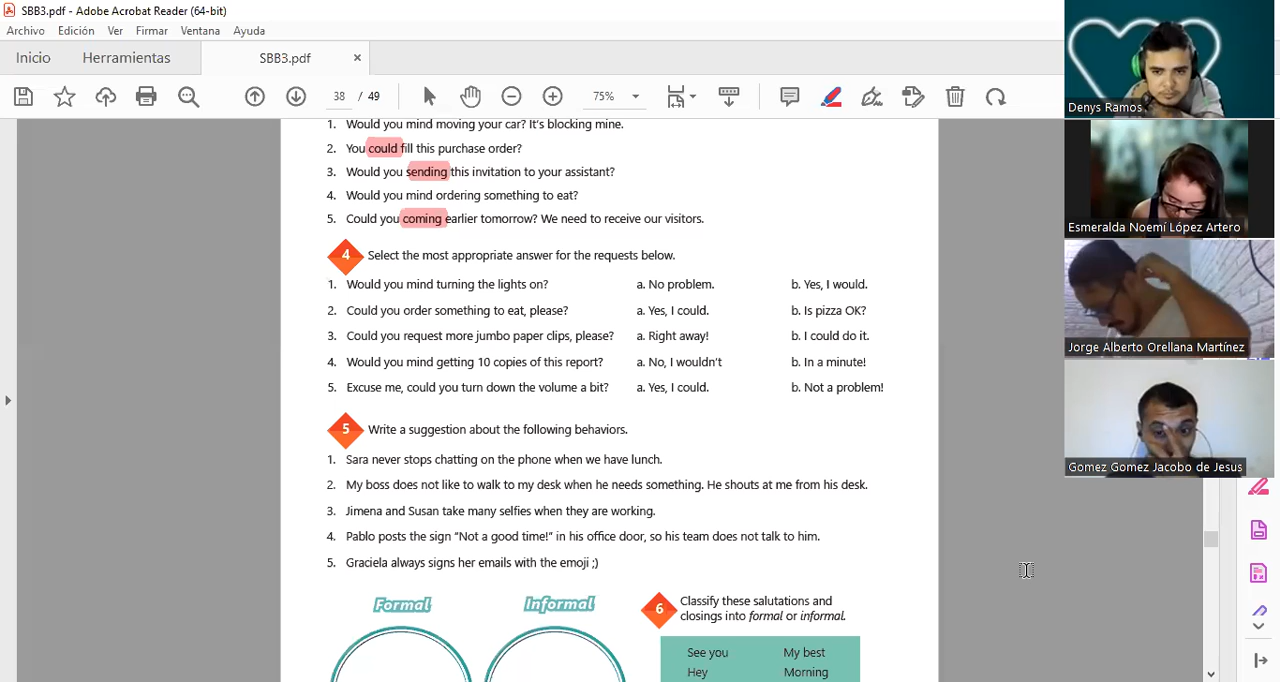 SBB3.pdf - Adobe Acrobat Reader (64-bit)
Archivo Edición Ver Firmar Ventana Ayuda
Inicio Herramientas SBB3.pdf ×
38 / 49 75%
1. Would you mind moving your car? It's blocking mine.
2. You could fill this purchase order?
3. Would you sending this invitation to your assistant?
4. Would you mind ordering something to eat?
5. Could you coming earlier tomorrow? We need to receive our visitors.
4 Select the most appropriate answer for the requests below.
1. Would you mind turning the lights on? a. No problem. b. Yes, I would.
2. Could you order something to eat, please? a. Yes, I could. b. Is pizza OK?
3. Could you request more jumbo paper clips, please? a. Right away! b. I could do it.
4. Would you mind getting 10 copies of this report? a. No, I wouldn't b. In a minute!
5. Excuse me, could you turn down the volume a bit? a. Yes, I could. b. Not a problem!
5 Write a suggestion about the following behaviors.
1. Sara never stops chatting on the phone when we have lunch.
2. My boss does not like to walk to my desk when he needs something. He shouts at me from his desk.
3. Jimena and Susan take many selfies when they are working.
4. Pablo posts the sign "Not a good time!" in his office door, so his team does not talk to him.
5. Graciela always signs her emails with the emoji ;)
Formal Informal
6 Classify these salutations and
closings into formal or informal.
See you My best
Hey Morning
Denys Ramos
Esmeralda Noemí López Artero
Jorge Alberto Orellana Martínez
Gomez Gomez Jacobo de Jesus